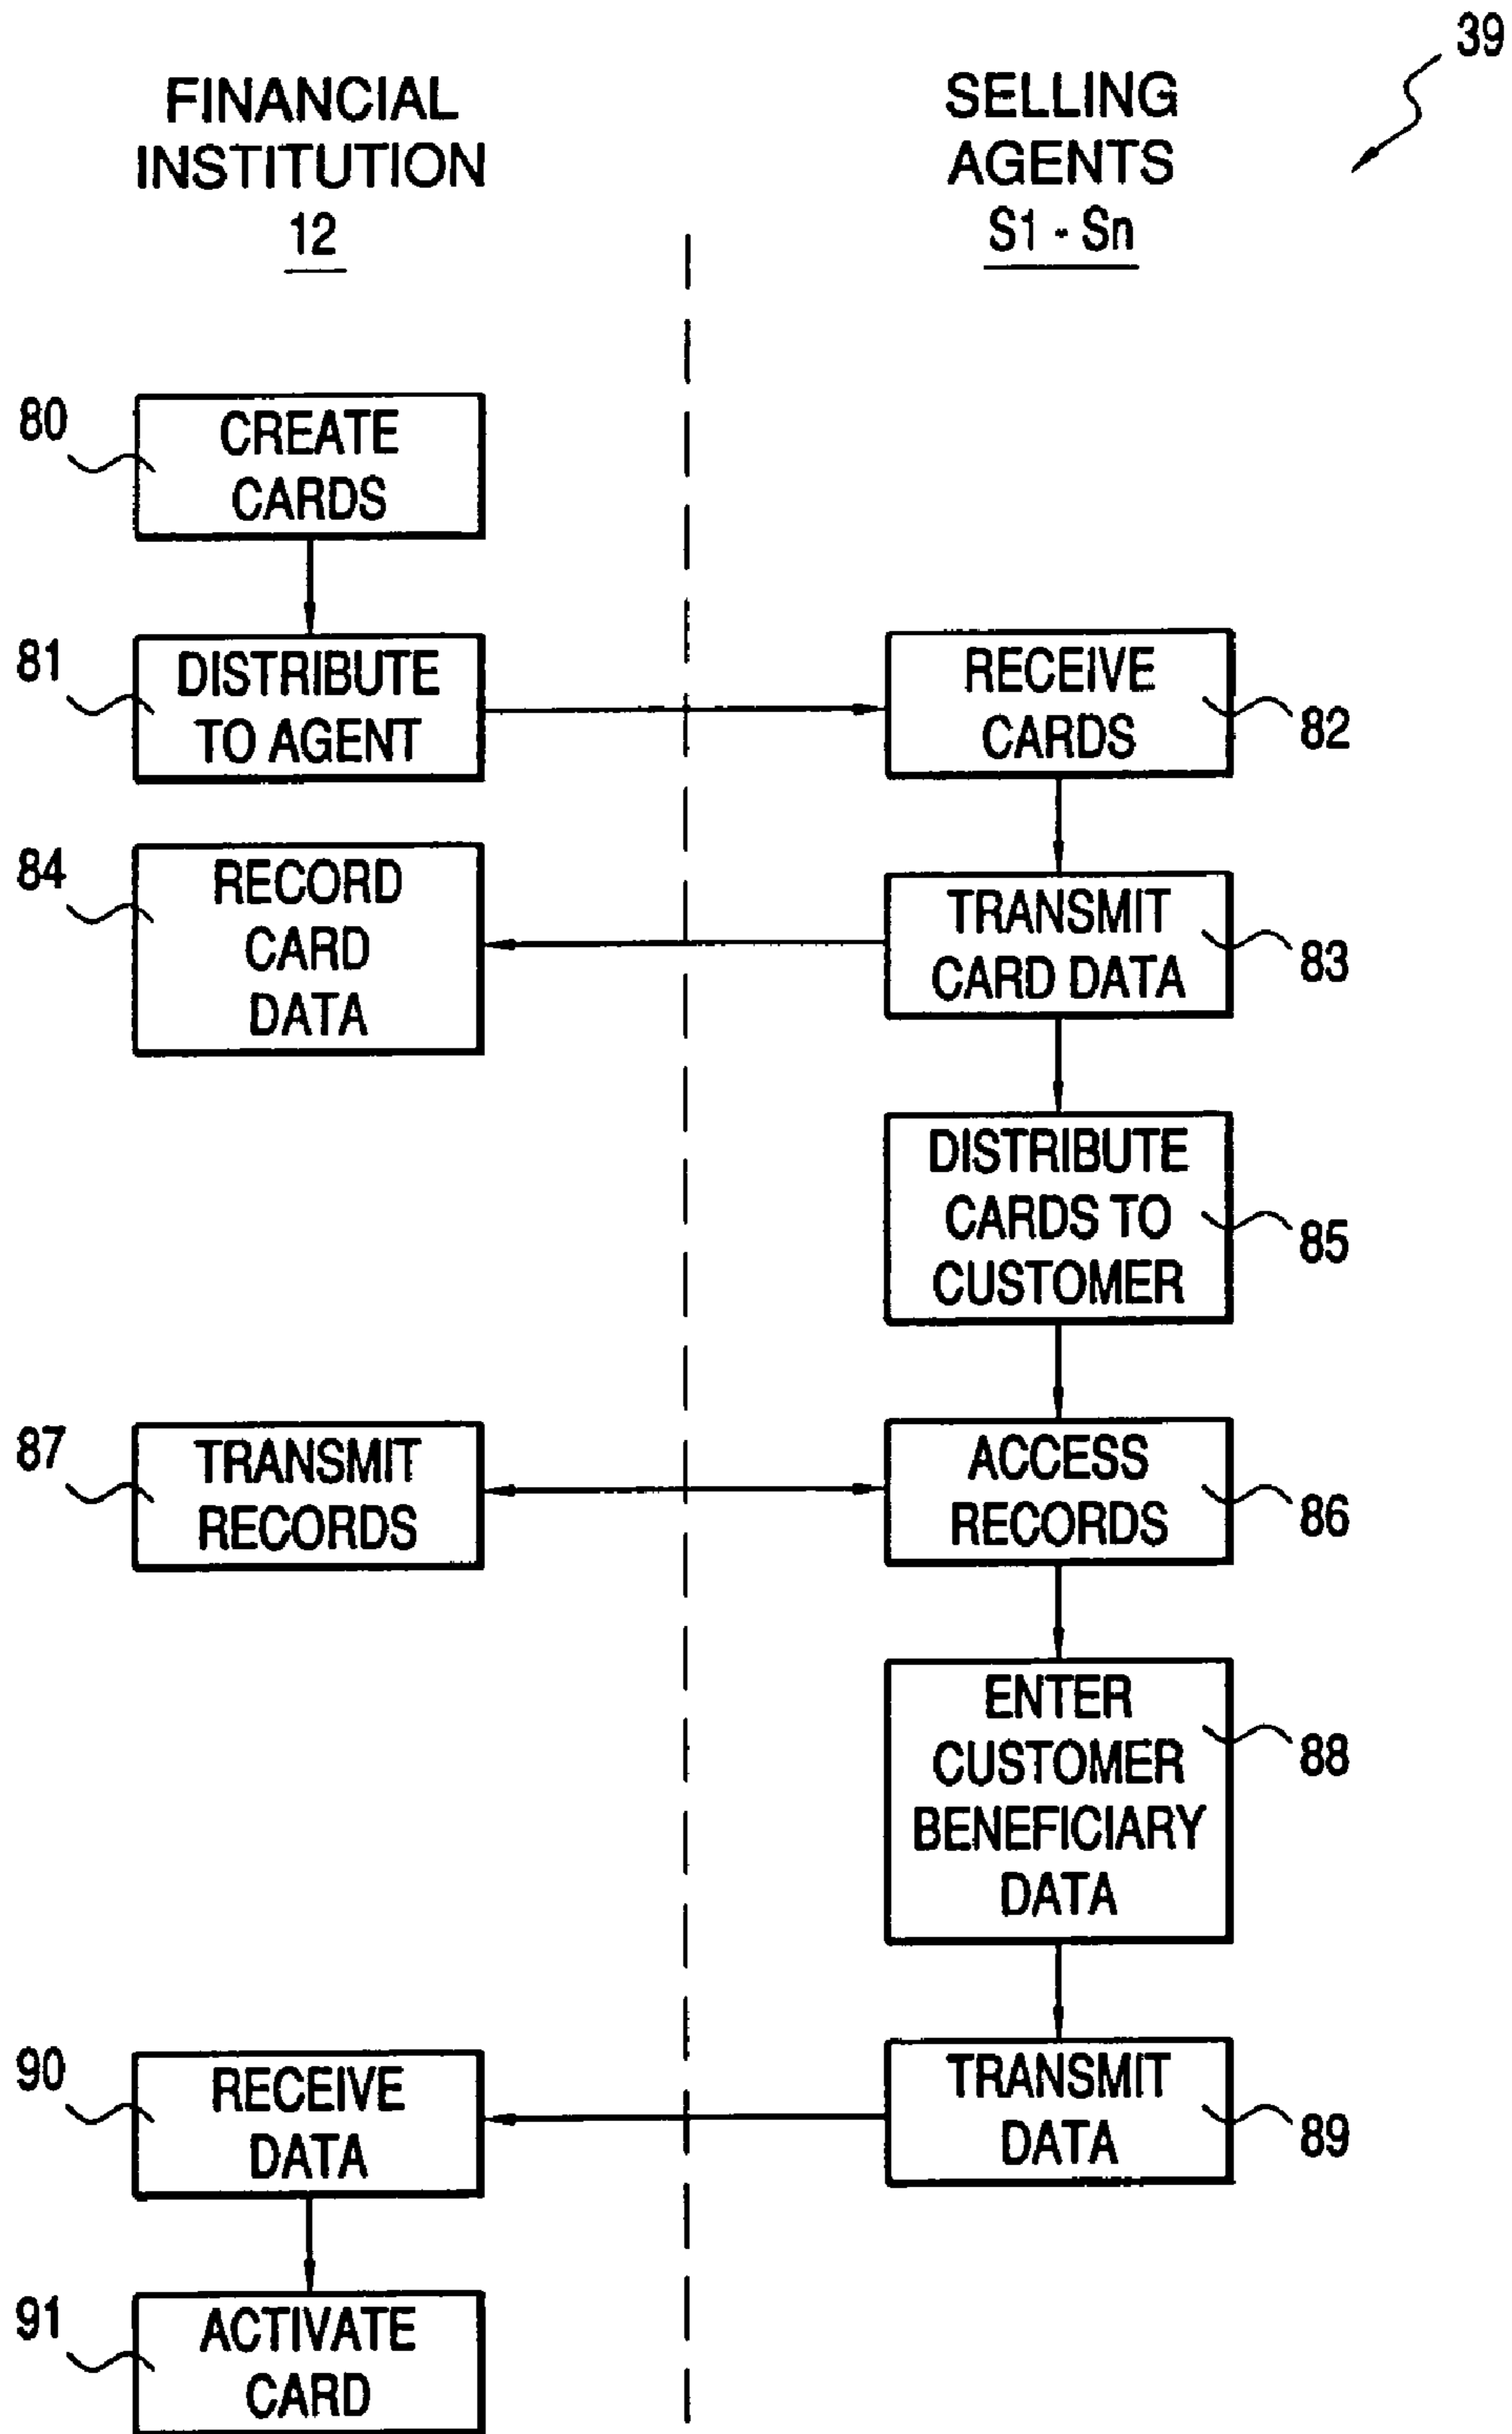 39
FINANCIAL
INSTITUTION
12
SELLING
AGENTS
S1 - Sn
80
CREATE
CARDS
81
DISTRIBUTE
TO AGENT
RECEIVE
CARDS
82
84
RECORD
CARD
DATA
TRANSMIT
CARD DATA
83
DISTRIBUTE
CARDS TO
CUSTOMER
85
87
TRANSMIT
RECORDS
ACCESS
RECORDS
86
ENTER
CUSTOMER
BENEFICIARY
DATA
88
90
RECEIVE
DATA
TRANSMIT
DATA
89
91
ACTIVATE
CARD